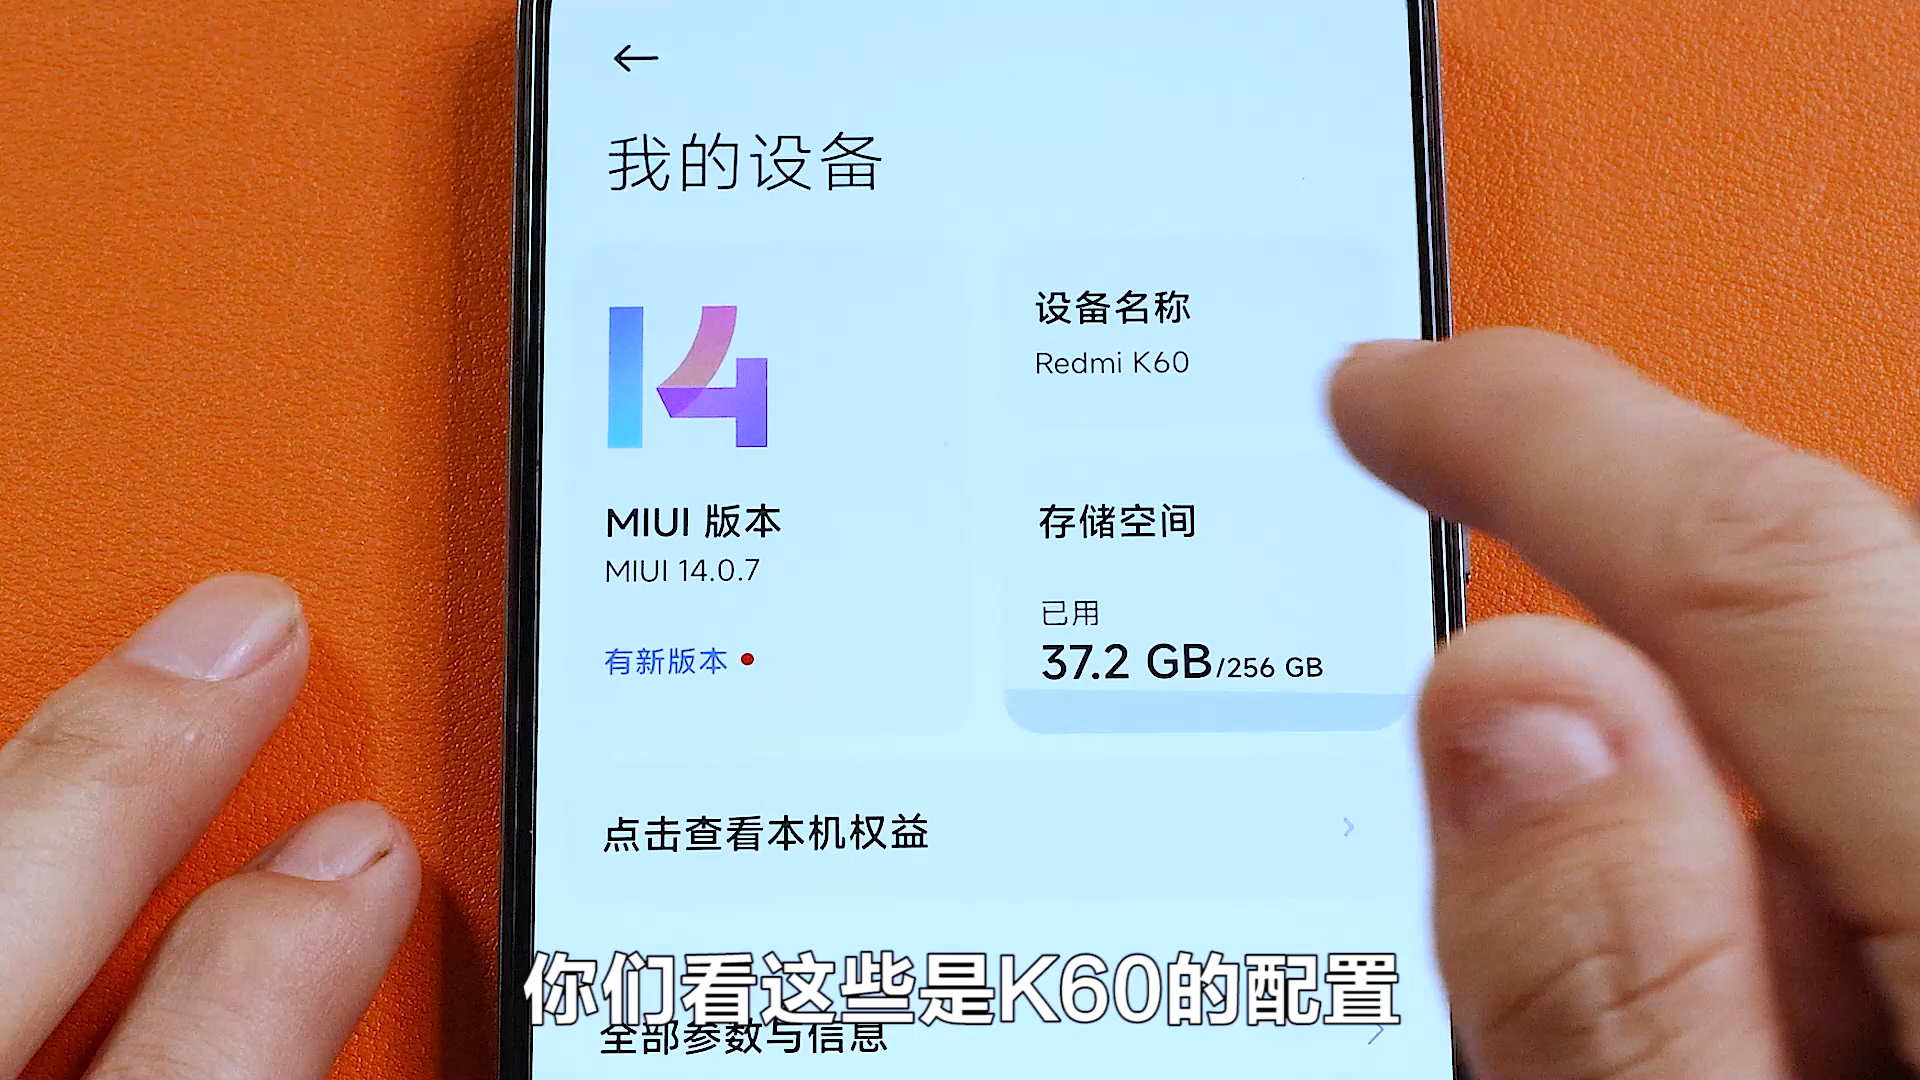 我的设备
14
MIUI 版本
MIUI 14.0.7
有新版本
设备名称
Redmi K60
存储空间
已用
37.2 GB/256 GB
点击查看本机权益
你们看这些是K60的配置
全部参数与信息